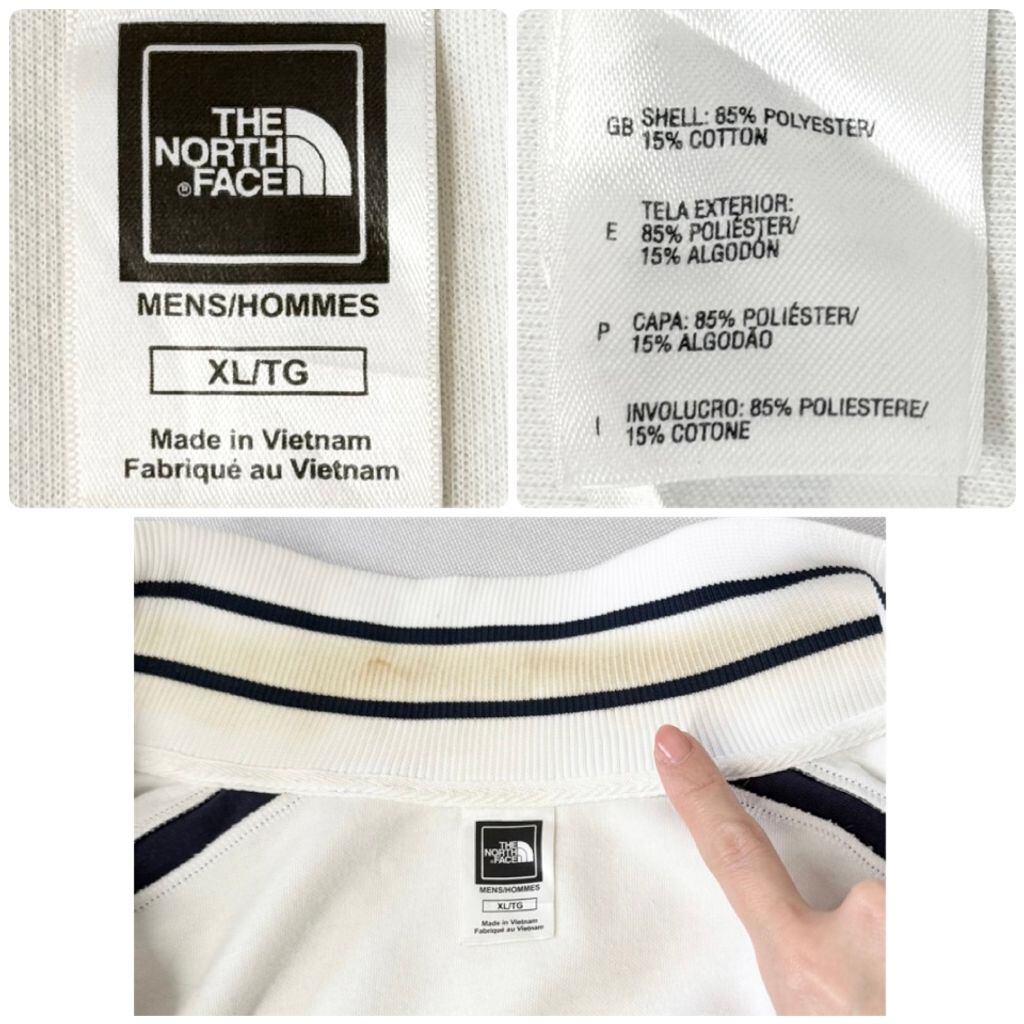 THE
NORTH
®FACE
MENS/HOMMES
XL/TG
Made in Vietnam
Fabriqué au Vietnam
GB SHELL: 85% POLYESTER/
15% COTTON
E TELA EXTERIOR:
85% POLIÉSTER/
15% ALGODÓN
P CAPA: 85% POLIÉSTER/
15% ALGODÃO
I INVOLUCRO: 85% POLIESTERE/
15% COTONE
THE
NORTH
FACE
MENS/HOMMES
XL/TG
Made in Vietnam
Fabriqué au Vietnam